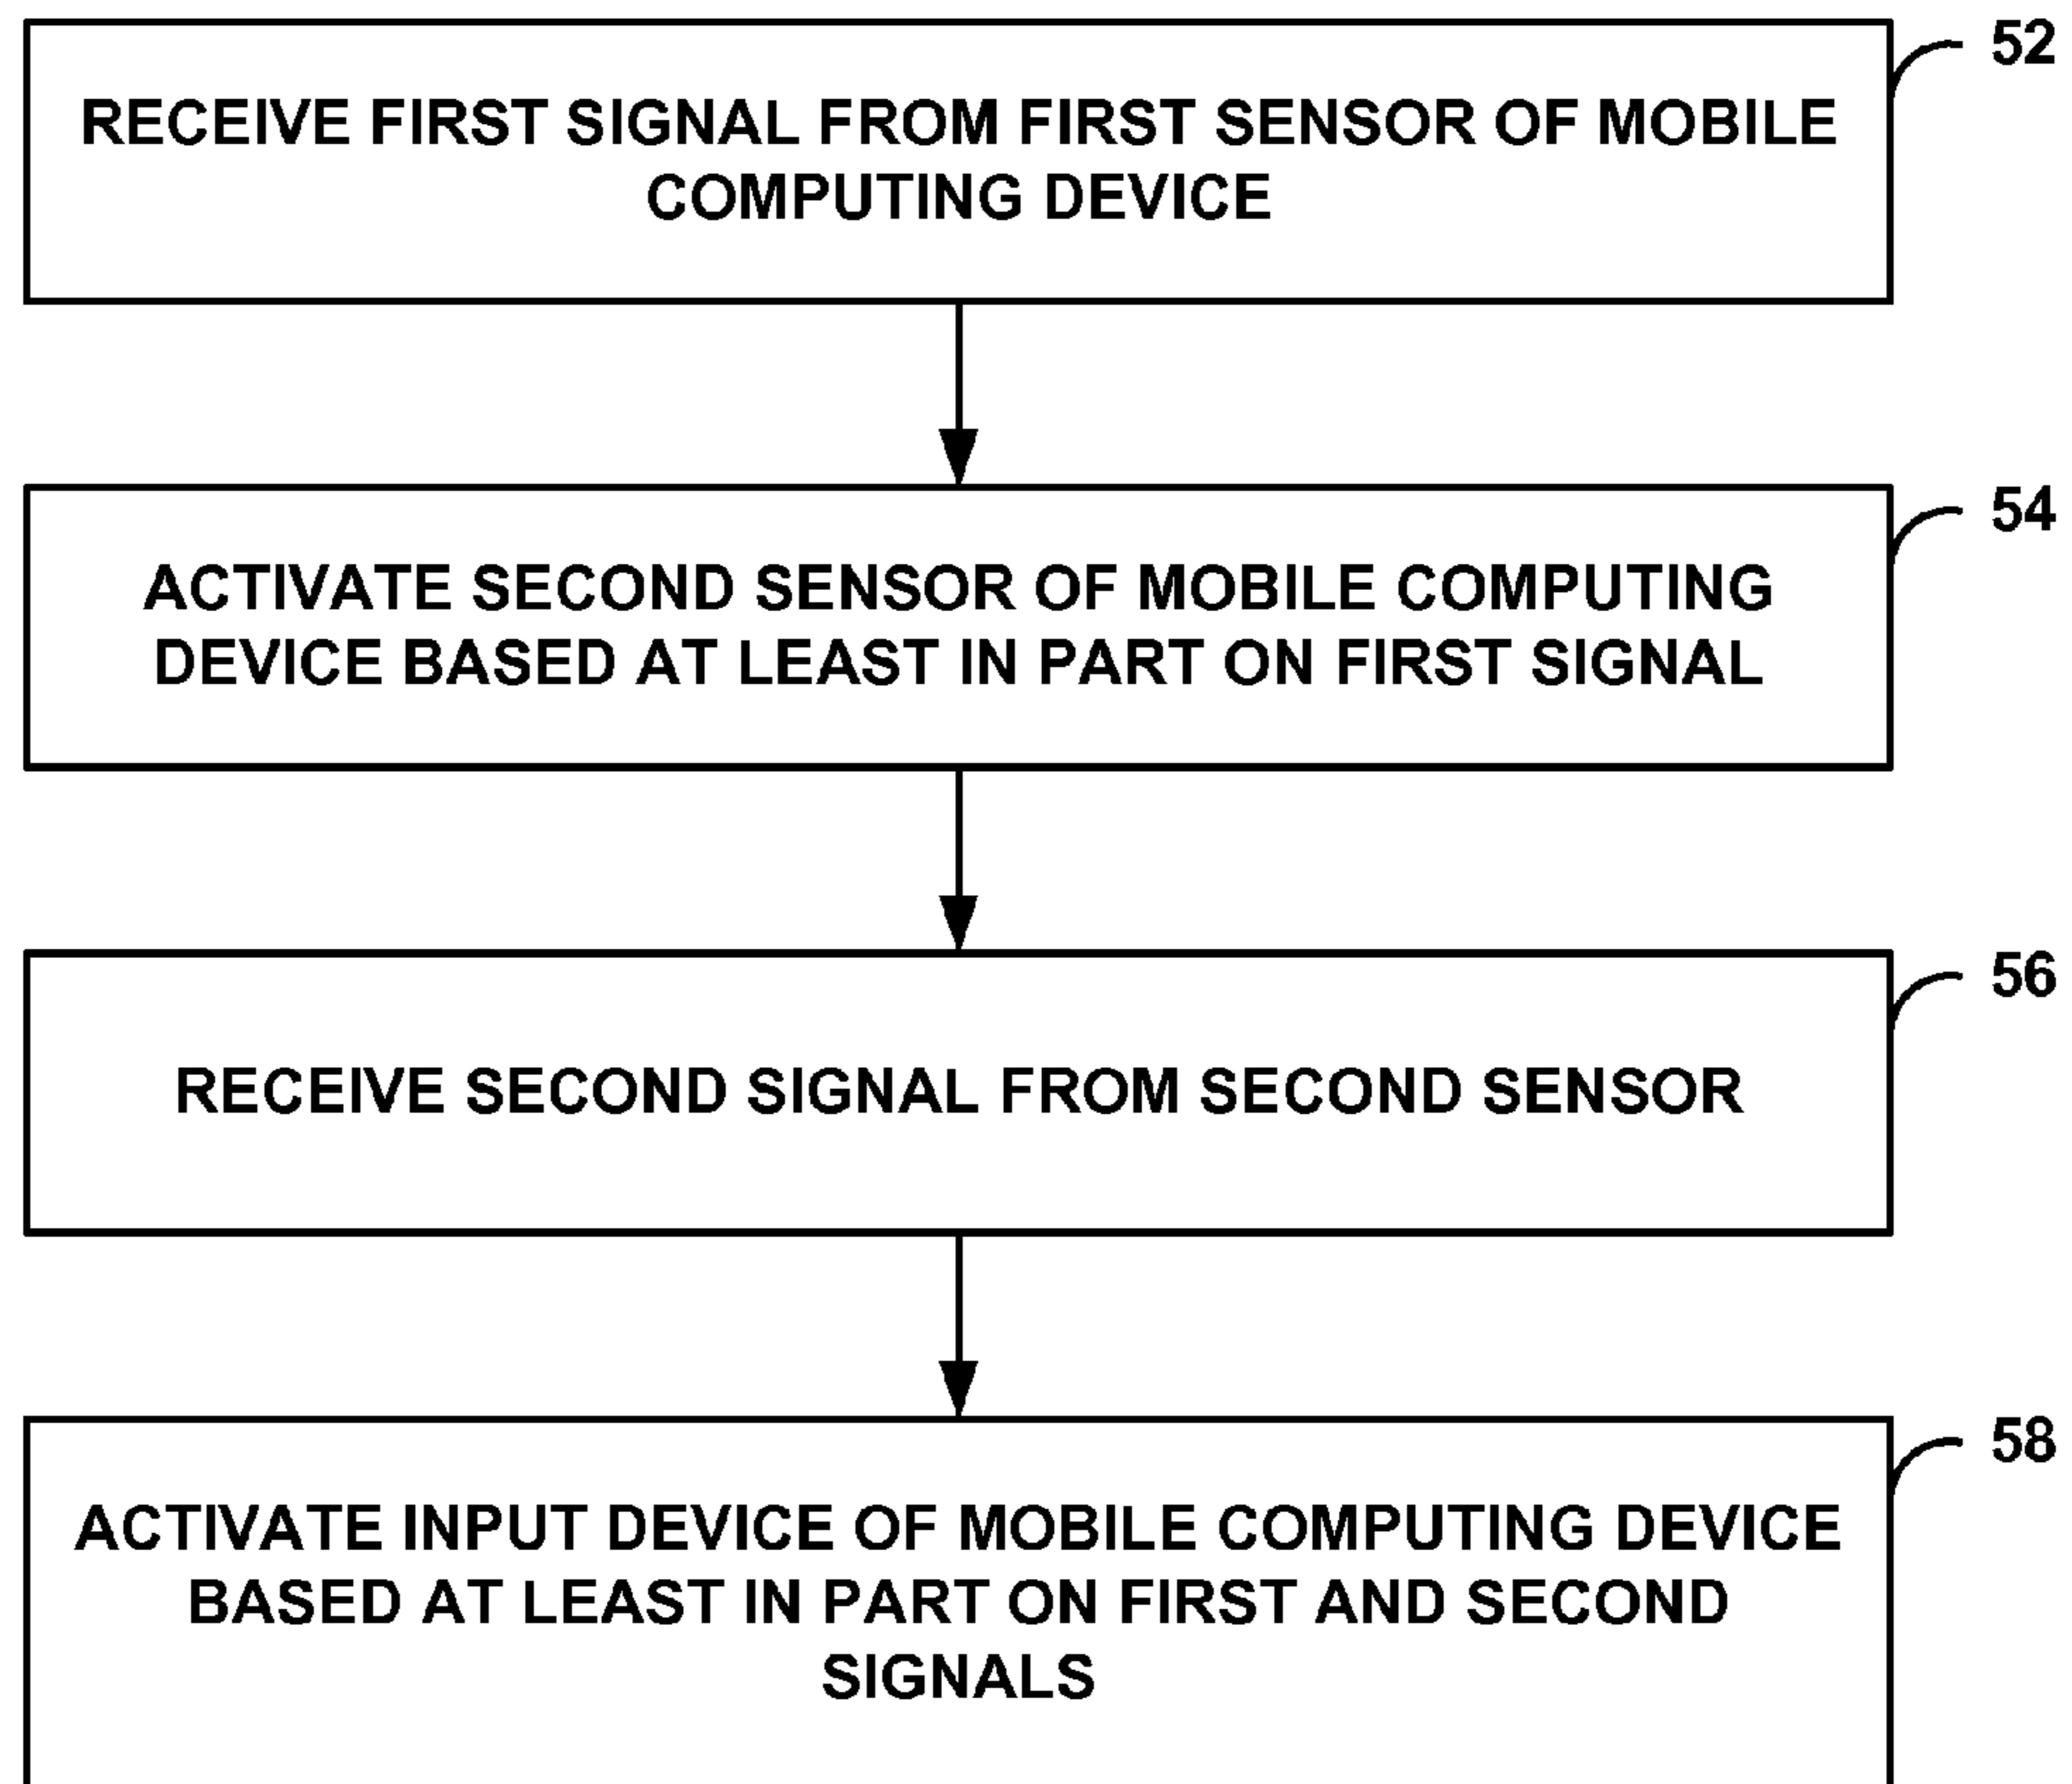 52
RECEIVE FIRST SIGNAL FROM FIRST SENSOR OF MOBILE
COMPUTING DEVICE
54
ACTIVATE SECOND SENSOR OF MOBILE COMPUTING
DEVICE BASED AT LEAST IN PART ON FIRST SIGNAL
56
RECEIVE SECOND SIGNAL FROM SECOND SENSOR
58
ACTIVATE INPUT DEVICE OF MOBILE COMPUTING DEVICE
BASED AT LEAST IN PART ON FIRST AND SECOND
SIGNALS